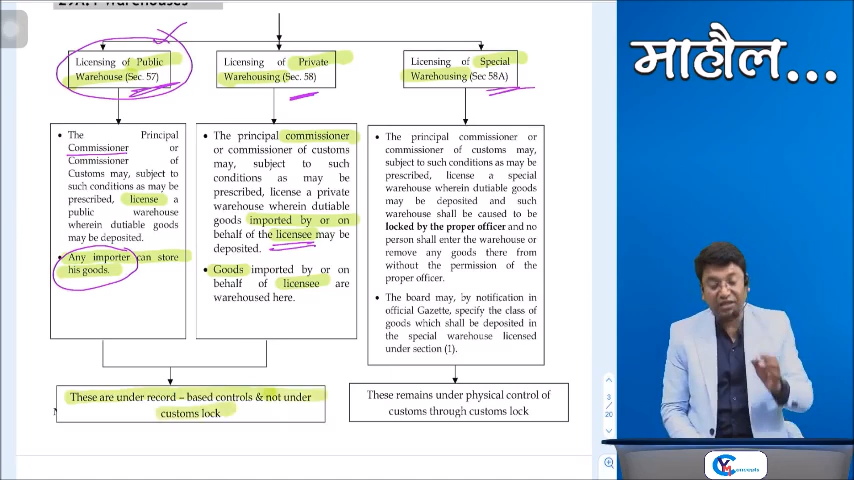 29A.1 Warehouses
Licensing of Public
Warehouse (Sec. 57)
Licensing of Private
Warehousing (Sec. 58)
Licensing of Special
Warehousing (Sec 58A)
• The Principal
Commissioner or
Commissioner of
Customs may, subject to
such conditions as may be
prescribed, license a
public warehouse
wherein dutiable goods
may be deposited.
• Any importer can store
his goods.
• The principal commissioner
or commissioner of customs
may, subject to such
conditions as may be
prescribed, license a private
warehouse wherein dutiable
goods imported by or on
behalf of the licensee may be
deposited.
• Goods imported by or on
behalf of licensee are
warehoused here.
• The principal commissioner or
commissioner of customs may,
subject to such conditions as may be
prescribed, license a special
warehouse wherein dutiable goods
may be deposited and such
warehouse shall be caused to be
locked by the proper officer and no
person shall enter the warehouse or
remove any goods there from
without the permission of the
proper officer.
• The board may, by notification in
official Gazette, specify the class of
goods which shall be deposited in
the special warehouse licensed
under section (1).
These are under record – based controls & not under
customs lock
These remains under physical control of
customs through customs lock
माहौल...
3
/
20
Concepts